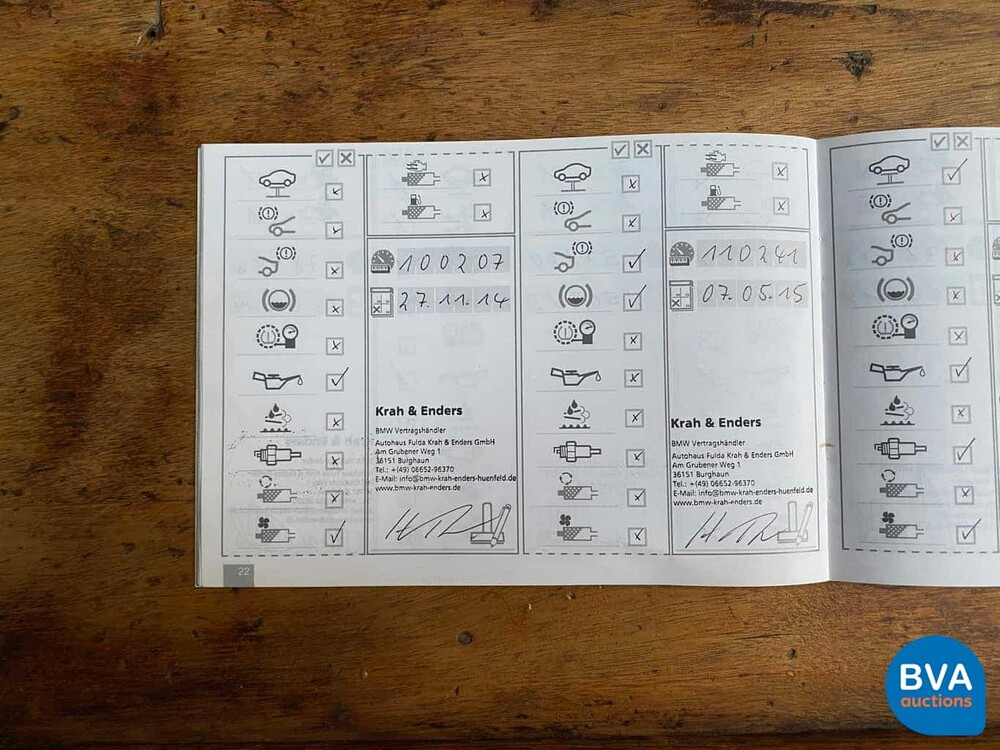 100207
27.11.14
Krah & Enders
BMW Vertragshändler
Autohaus Fulda Krah & Enders GmbH
Am Grubener Weg 1
36151 Burghaun
Tel.: +(49) 06652-96370
E-Mail: info@bmw-krah-enders-huenfeld.de
www.bmw-krah-enders.de
22
110241
07.05.15
Krah & Enders
BMW Vertragshändler
Autohaus Fulda Krah & Enders GmbH
Am Grubener Weg 1
36151 Burghaun
Tel.: +(49) 06652-96370
E-Mail: info@bmw-krah-enders-huenfeld.de
www.bmw-krah-enders.de
BVA
auctions